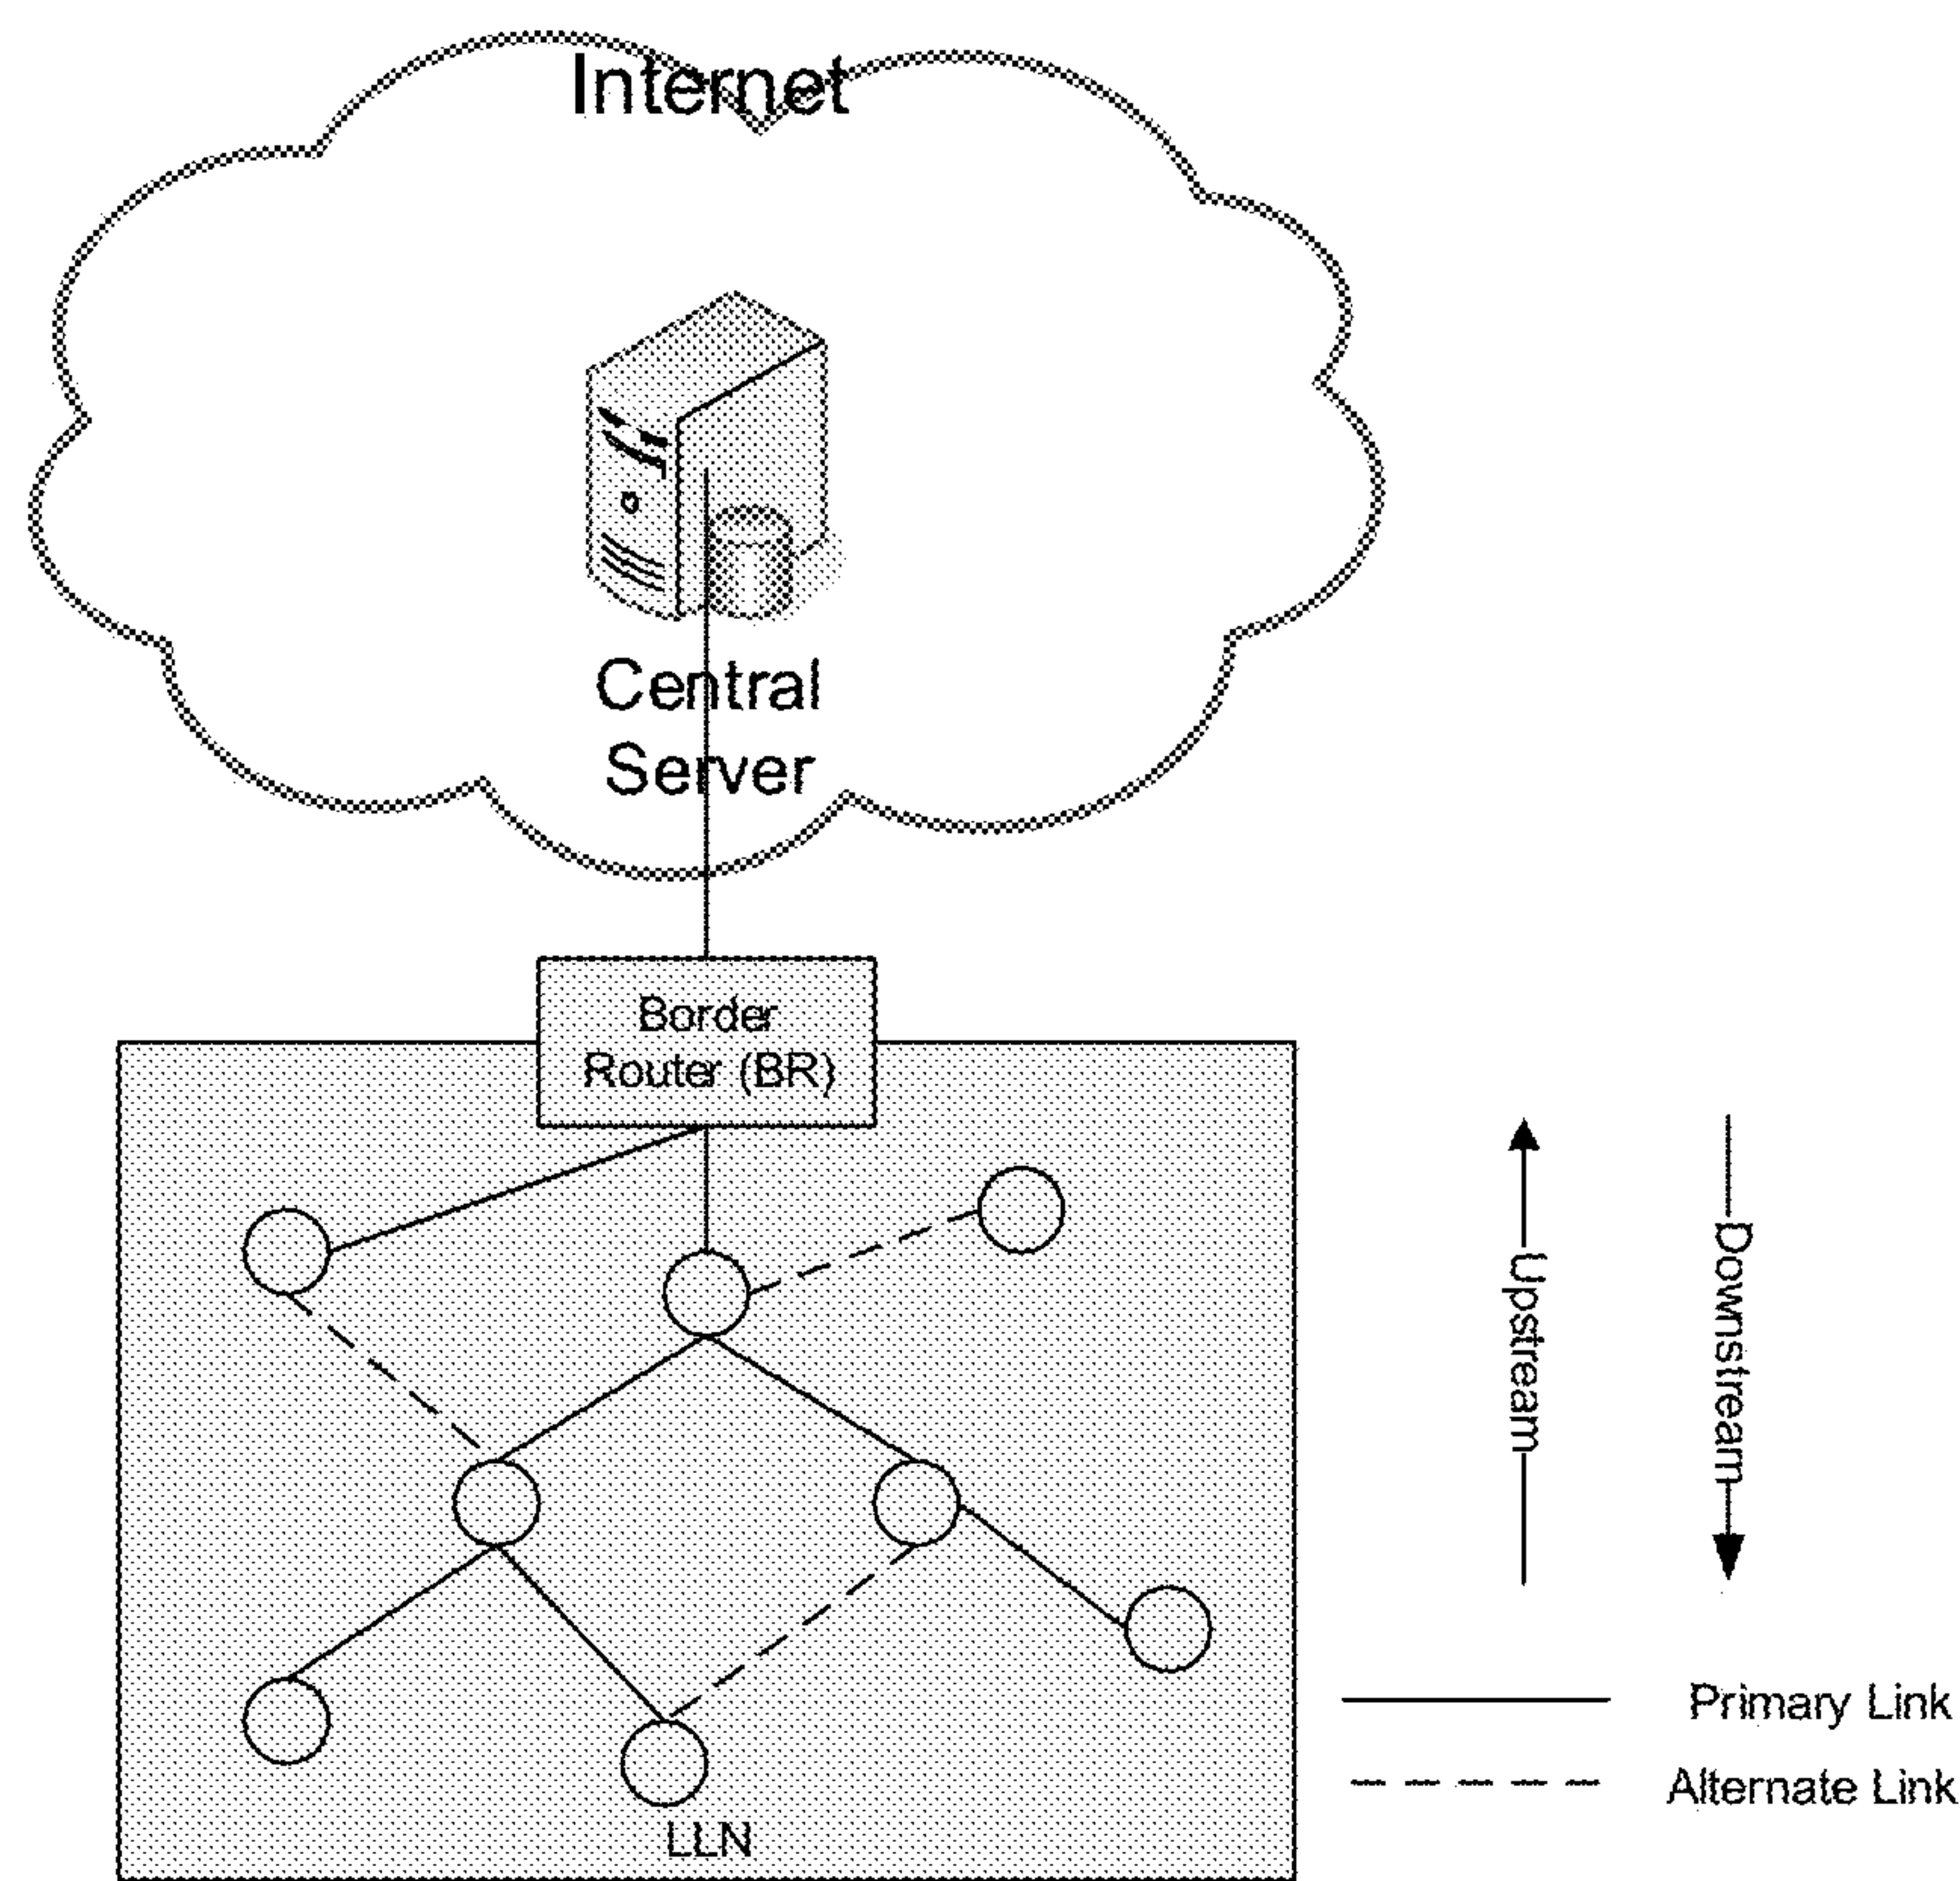 Internet
Central
Server
Border
Router (BR)
Upstream
Downstream
Primary Link
Alternate Link
LLN